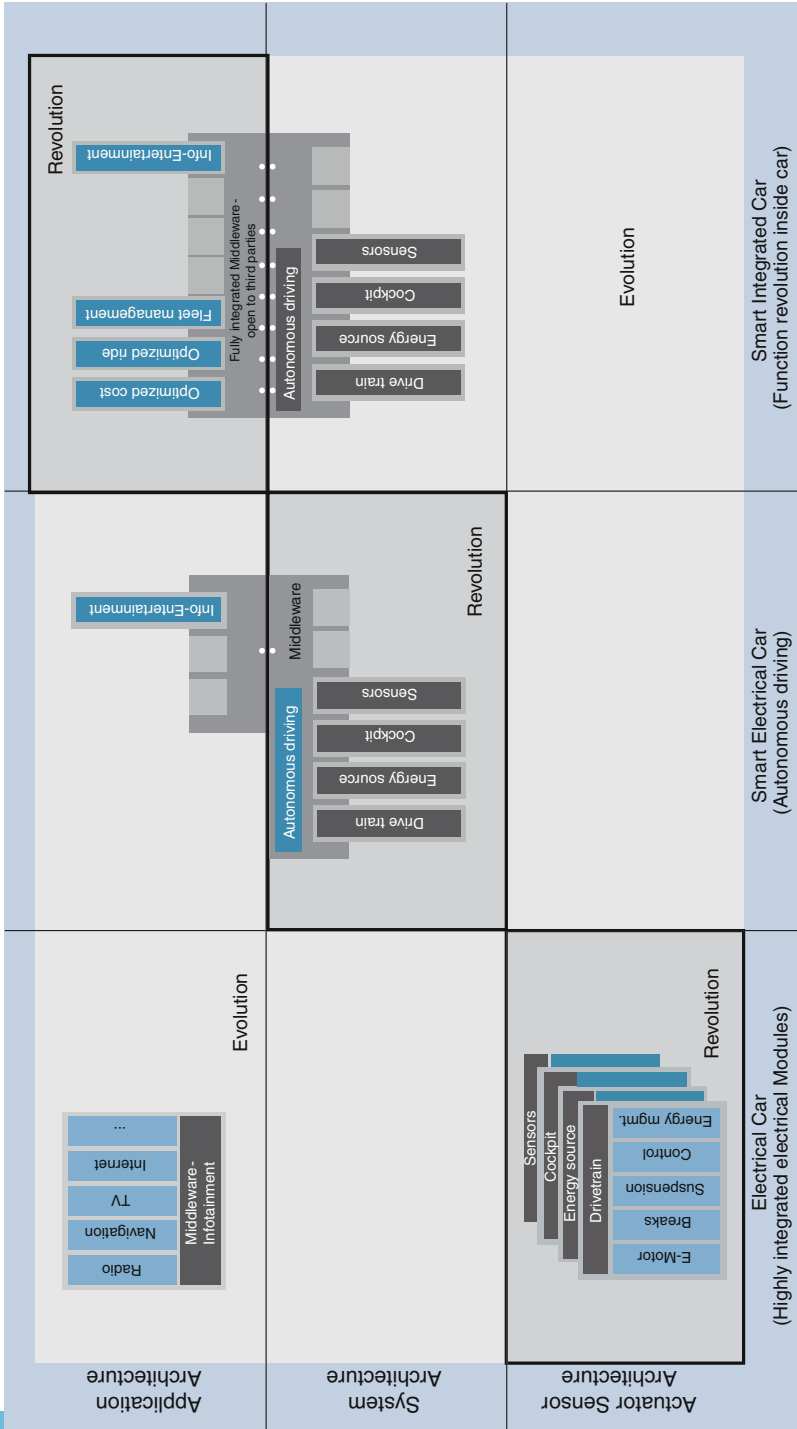 Application
Architecture
Radio
Navigation
TV
Internet
...
Middleware-
Infotainment
Evolution
Info-Entertainment
Revolution
Optimized cost
Optimized ride
Fleet management
Info-Entertainment
Fully integrated Middleware-
open to third parties
System
Architecture
Autonomous driving
Middleware
Drive train
Energy source
Cockpit
Sensors
Revolution
Autonomous driving
Drive train
Energy source
Cockpit
Sensors
Actuator Sensor
Architecture
Sensors
Cockpit
Energy source
Drivetrain
E-Motor
Breaks
Suspension
Control
Energy mgmt.
Revolution
Evolution
Electrical Car
(Highly integrated electrical Modules)
Smart Electrical Car
(Autonomous driving)
Smart Integrated Car
(Function revolution inside car)